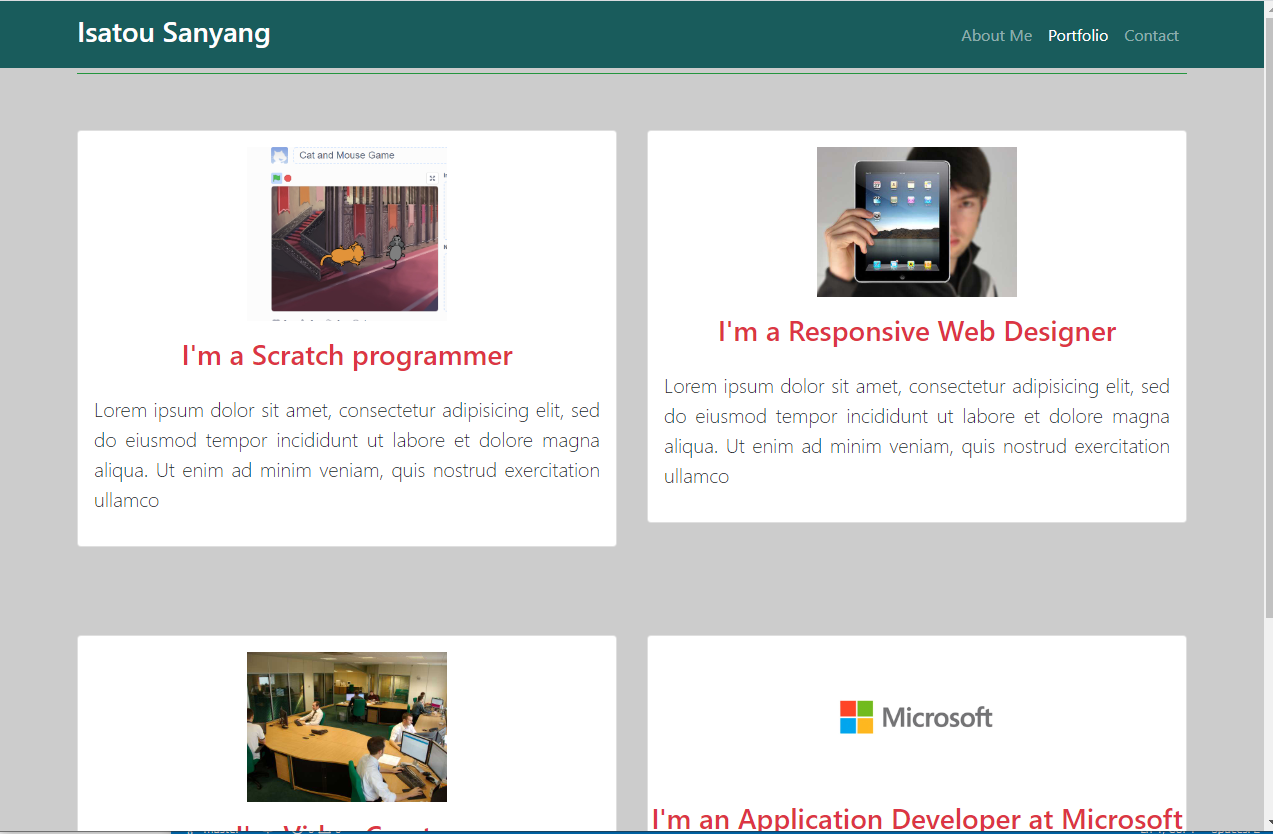 Isatou Sanyang
About Me Portfolio Contact
Cat and Mouse Game
I'm a Scratch programmer
Lorem ipsum dolor sit amet, consectetur adipisicing elit, sed
do eiusmod tempor incididunt ut labore et dolore magna
aliqua. Ut enim ad minim veniam, quis nostrud exercitation
ullamco
I'm a Responsive Web Designer
Lorem ipsum dolor sit amet, consectetur adipisicing elit, sed
do eiusmod tempor incididunt ut labore et dolore magna
aliqua. Ut enim ad minim veniam, quis nostrud exercitation
ullamco
Microsoft
I'm an Application Developer at Microsoft